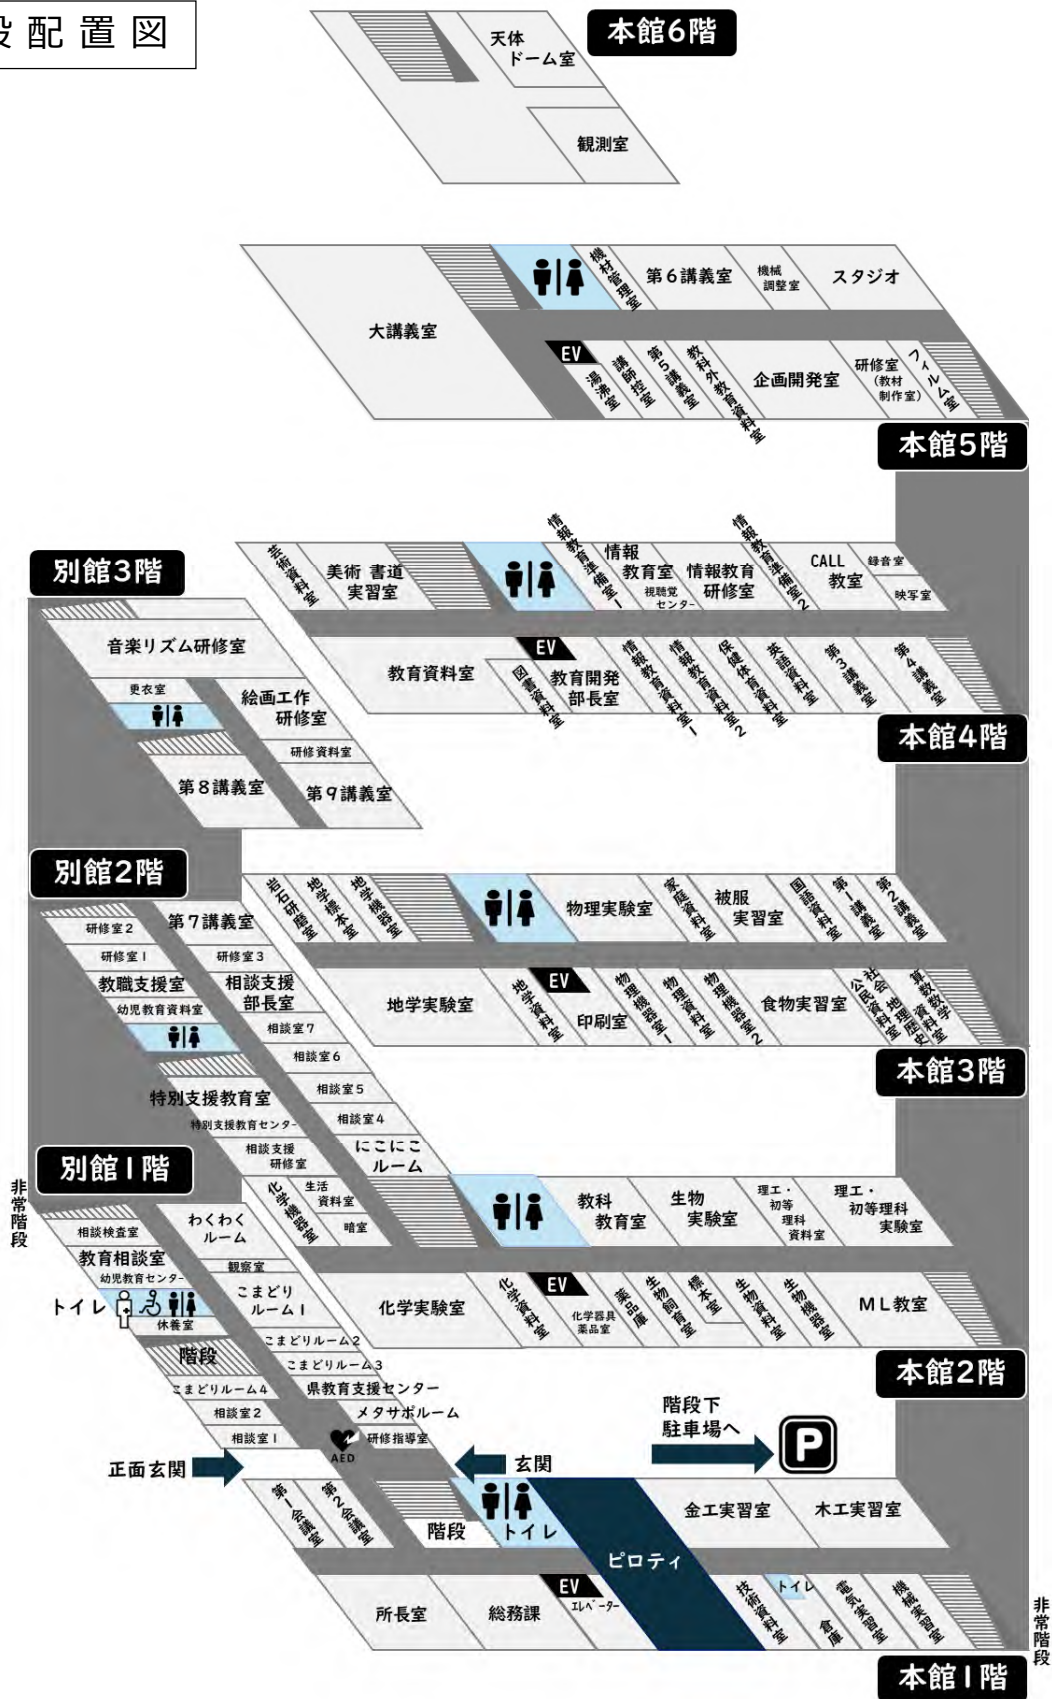 設配置図
本館6階
天体
ドーム室
観測室
大講義室
機材管理室
第6講義室
機械
調整室
スタジオ
EV
湯沸室
講師控室
第5講義室
教科外教育資料室
企画開発室
研修室
(教材
制作室)
フィルム室
本館5階
芸術資料室
美術 書道
実習室
情報教育準備室1
情報
教育室
視聴覚
センター
情報教育
研修室
情報教育準備室2
CALL
教室
録音室
映写室
教育資料室
EV
図書資料室
教育開発
部長室
情報教育資料室1
情報教育資料室2
保健体育資料室
英語資料室
第3講義室
第4講義室
本館4階
別館3階
音楽リズム研修室
更衣室
絵画工作
研修室
研修資料室
第8講義室
第9講義室
別館2階
研修室2
第7講義室
研修室1
研修室3
教職支援室
相談支援
部長室
幼児教育資料室
相談室7
相談室6
特別支援教育室
特別支援教育センター
相談室5
相談室4
相談支援
研修室
にこにこ
ルーム
岩石研磨室
地学標本室
地学機器室
物理実験室
家庭資料室
被服
実習室
国語資料室
第1講義室
第2講義室
地学実験室
地学資料室
EV
印刷室
物理機器室1
物理資料室
物理機器室2
食物実習室
社会・地理歴史
公民資料室
算数数学
資料室
本館3階
別館1階
非常階段
相談検査室
わくわく
ルーム
教育相談室
幼児教育センター
観察室
トイレ
休養室
こまどり
ルーム1
階段
こまどりルーム2
こまどりルーム3
こまどりルーム4
県教育支援センター
相談室2
メタサポルーム
相談室1
AED
研修指導室
化学機器室
生活
資料室
暗室
教科
教育室
生物
実験室
理工・
初等
理科
資料室
理工・
初等理科
実験室
化学実験室
化学資料室
EV
化学器具
薬品室
薬品庫
生物飼育室
標本室
生物資料室
生物機器室
ML教室
本館2階
正面玄関
玄関
階段下
駐車場へ
P
第1会議室
第2会議室
階段
トイレ
ピロティ
金工実習室
木工実習室
所長室
総務課
EV
エレベーター
技術資料室
トイレ
倉庫
電気実習室
機械実習室
非常階段
本館1階